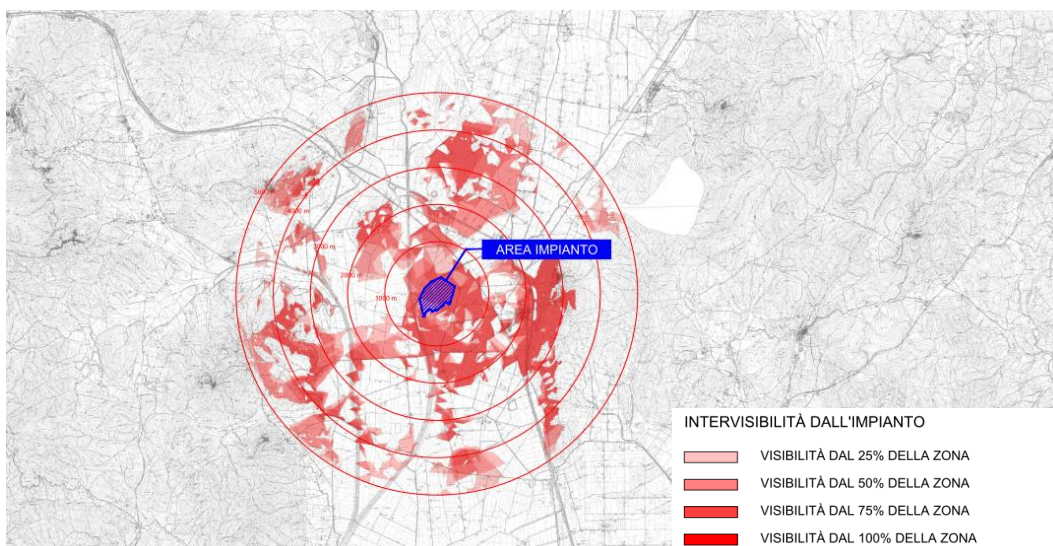 5000 m
4000 m
3000 m
2000 m
1000 m
AREA IMPIANTO
INTERVISIBILITÀ DALL'IMPIANTO
VISIBILITÀ DAL 25% DELLA ZONA
VISIBILITÀ DAL 50% DELLA ZONA
VISIBILITÀ DAL 75% DELLA ZONA
VISIBILITÀ DAL 100% DELLA ZONA